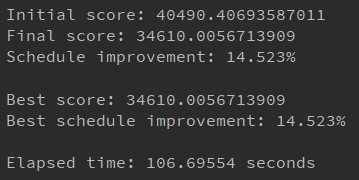 Initial score: 40490.40693587011
Final score: 34610.0056713909
Schedule improvement: 14.523%
Best score: 34610.0056713909
Best schedule improvement: 14.523%
Elapsed time: 106.69554 seconds